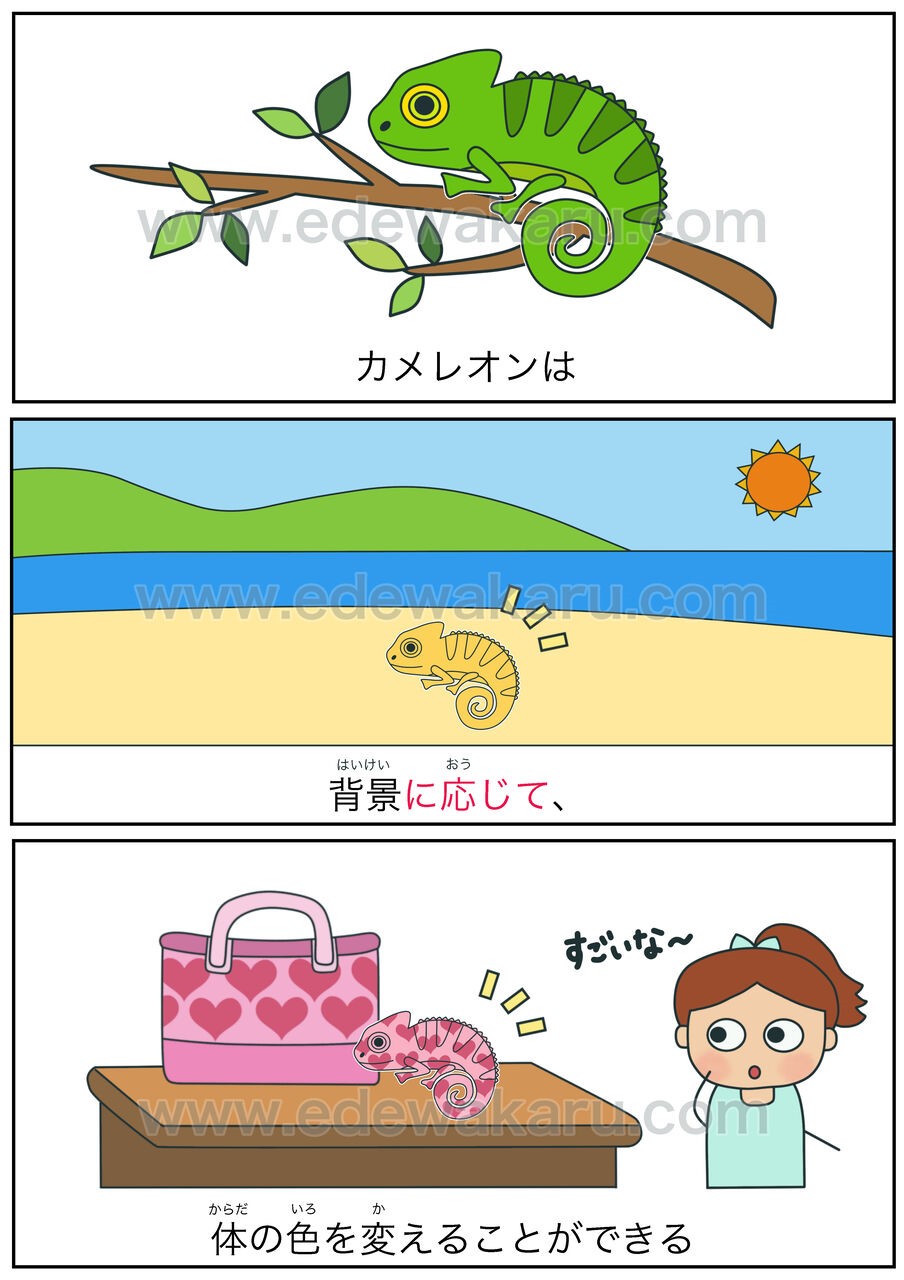 www.edewakaru.com
カメレオンは
www.edewakaru.com
はいけい おう
背景に応じて、
すごいな～
www.edewakaru.com
からだ いろ か
体の色を変えることができる